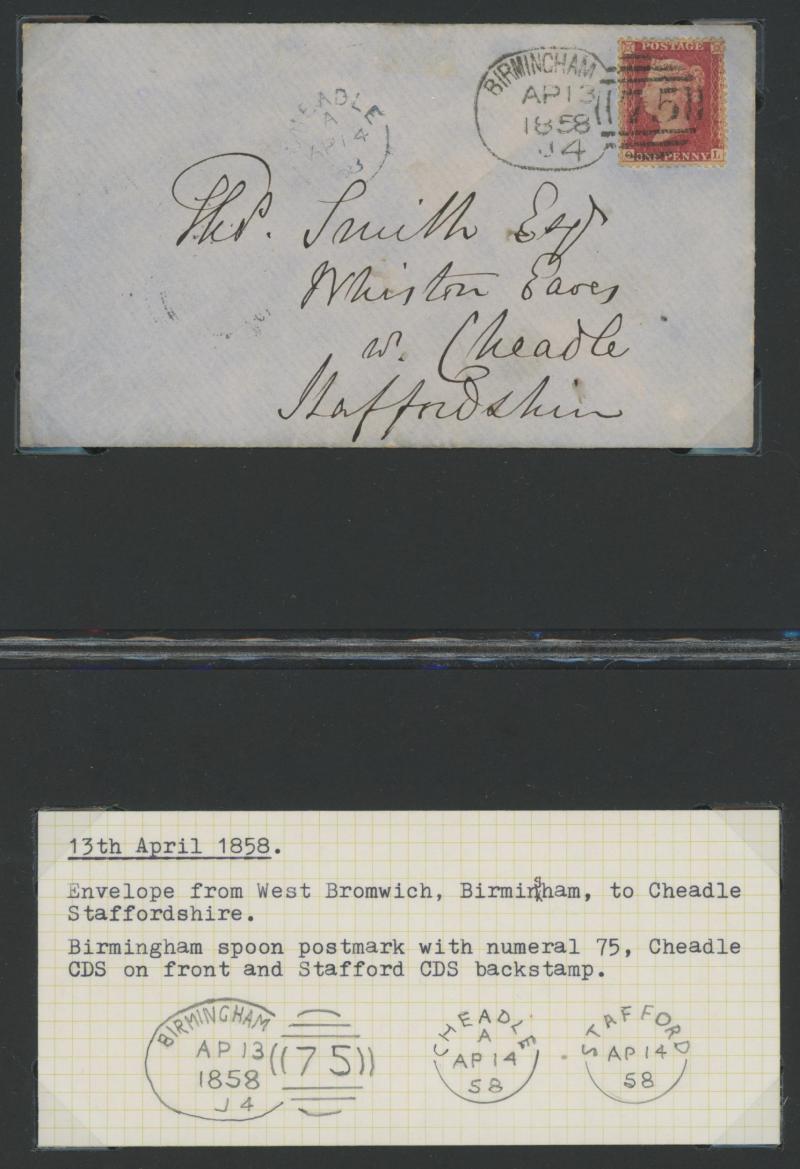 CHEADLE
A
AP 14
BIRMINGHAM
AP 13
1858
J 4
75
POSTAGE
ONE PENNY L
Thos. Smith Esqr
Whiston Eaves
nr. Cheadle
Staffordshire
13th April 1858.
Envelope from West Bromwich, Birmingham, to Cheadle
Staffordshire.
Birmingham spoon postmark with numeral 75, Cheadle
CDS on front and Stafford CDS backstamp.
BIRMINGHAM
AP 13
1858
J 4
75
CHEADLE
A
AP 14
58
STAFFORD
AP 14
58